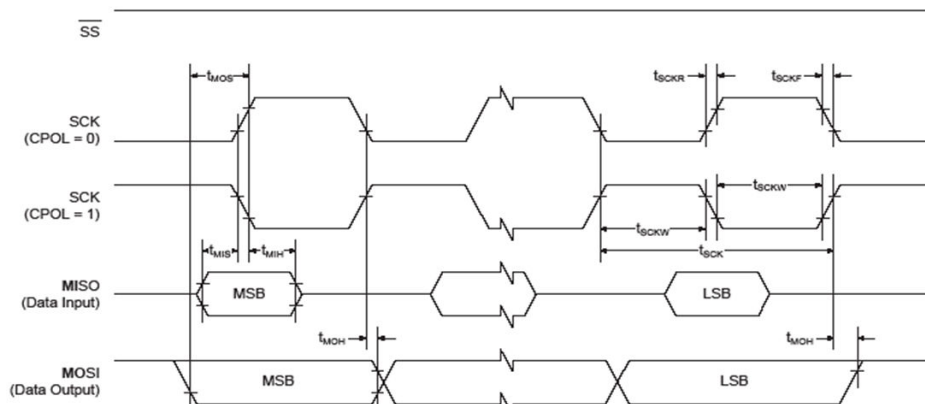 SS
tMOS
tSCKR
tSCKF
SCK
(CPOL = 0)
SCK
(CPOL = 1)
tSCKW
tSCKW
tMIS
tMIH
tSCK
MISO
(Data Input)
MSB
LSB
tMOH
tMOH
MOSI
(Data Output)
MSB
LSB